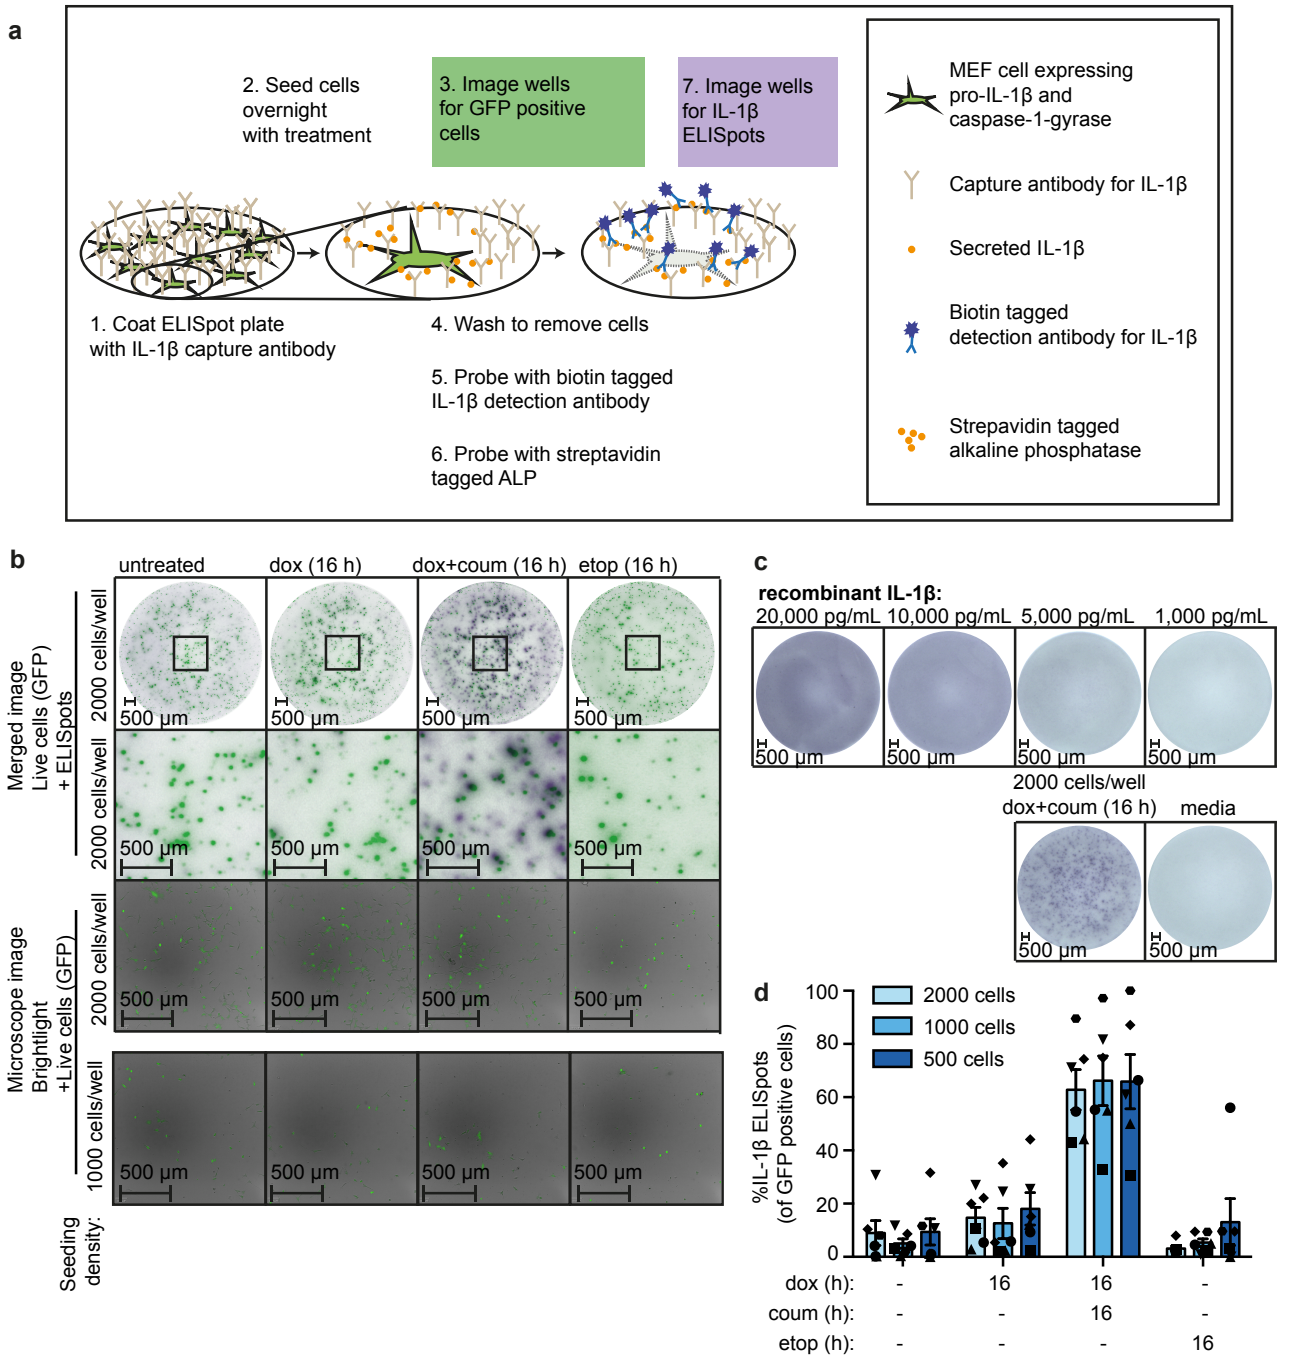 a
2. Seed cells
overnight
with treatment
3. Image wells
for GFP positive
cells
7. Image wells
for IL-1β
ELISpots
1. Coat ELISpot plate
with IL-1β capture antibody
4. Wash to remove cells
5. Probe with biotin tagged
IL-1β detection antibody
6. Probe with streptavidin
tagged ALP
MEF cell expressing
pro-IL-1β and
caspase-1-gyrase
Capture antibody for IL-1β
Secreted IL-1β
Biotin tagged
detection antibody for IL-1β
Strepavidin tagged
alkaline phosphatase
b
untreated
dox (16 h)
dox+coum (16 h)
etop (16 h)
Merged image
Live cells (GFP)
+ ELISpots
2000 cells/well
500 µm
500 µm
500 µm
500 µm
2000 cells/well
500 µm
500 µm
500 µm
500 µm
Microscope image
Brightlight
+Live cells (GFP)
2000 cells/well
500 µm
500 µm
500 µm
500 µm
1000 cells/well
500 µm
500 µm
500 µm
500 µm
Seeding
density:
c
recombinant IL-1β:
20,000 pg/mL
10,000 pg/mL
5,000 pg/mL
1,000 pg/mL
500 µm
500 µm
500 µm
500 µm
2000 cells/well
dox+coum (16 h)
media
500 µm
500 µm
d
%IL-1β ELISpots
(of GFP positive cells)
100
80
60
40
20
0
2000 cells
1000 cells
500 cells
dox (h): - 16 16 -
coum (h): - - 16 -
etop (h): - - - 16